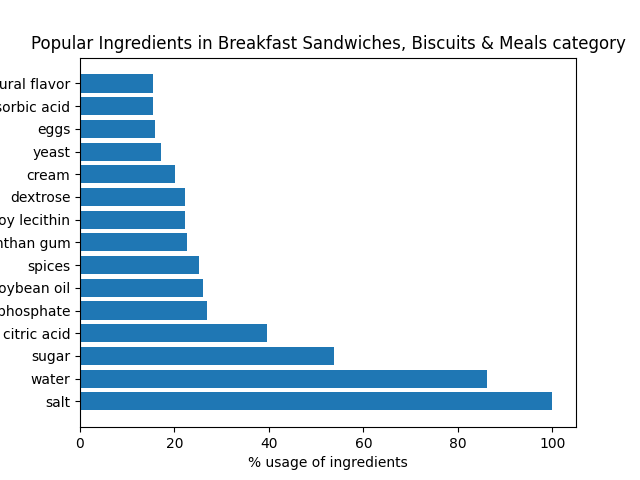 Popular Ingredients in Breakfast Sandwiches, Biscuits & Meals category
ural flavor
sorbic acid
eggs
yeast
cream
dextrose
oy lecithin
nthan gum
spices
oybean oil
phosphate
citric acid
sugar
water
salt
0 20 40 60 80 100
% usage of ingredients